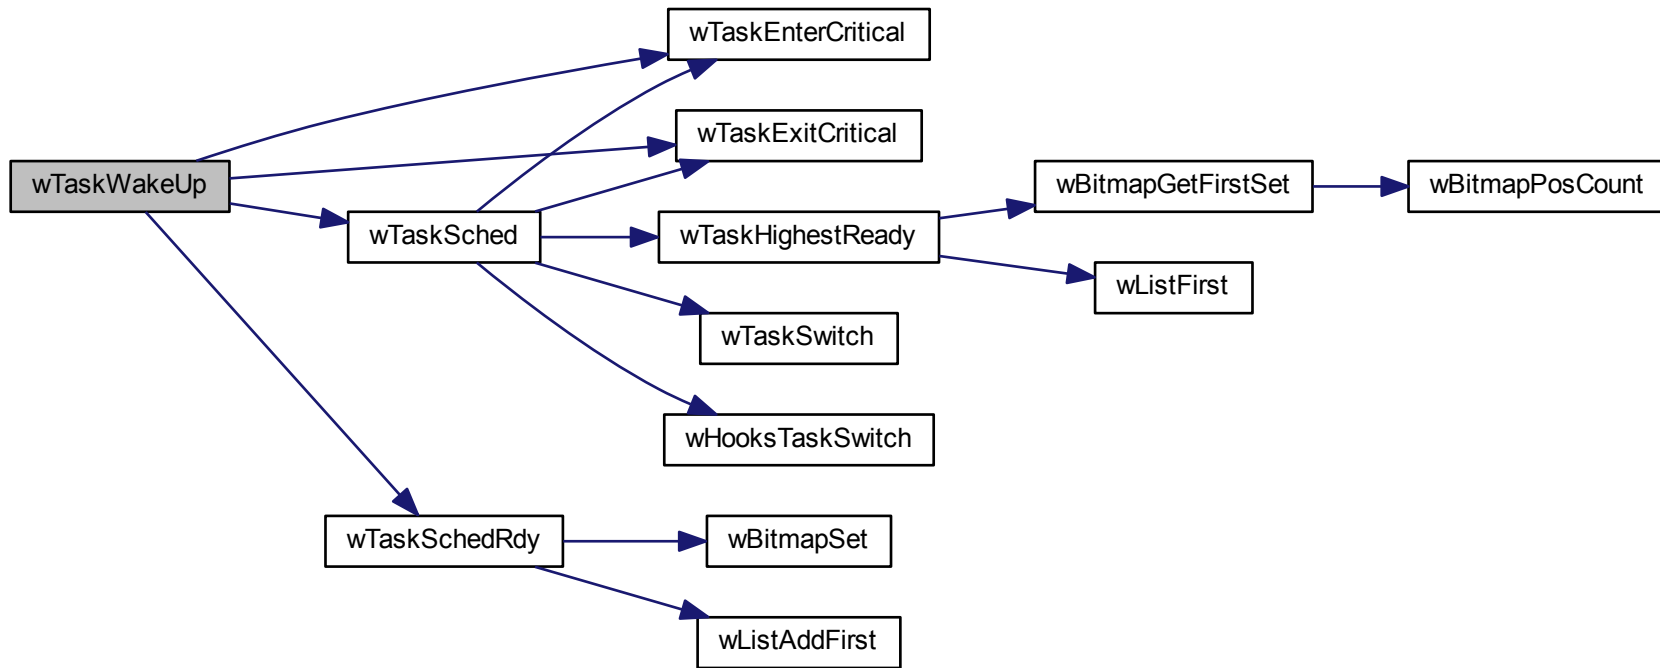 wTaskEnterCritical
wTaskExitCritical
wTaskWakeUp
wBitmapGetFirstSet
wBitmapPosCount
wTaskSched
wTaskHighestReady
wListFirst
wTaskSwitch
wHooksTaskSwitch
wTaskSchedRdy
wBitmapSet
wListAddFirst